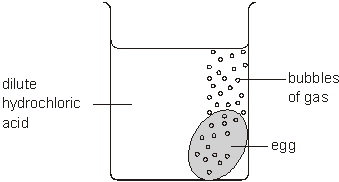 dilute
hydrochloric
acid
bubbles
of gas
egg